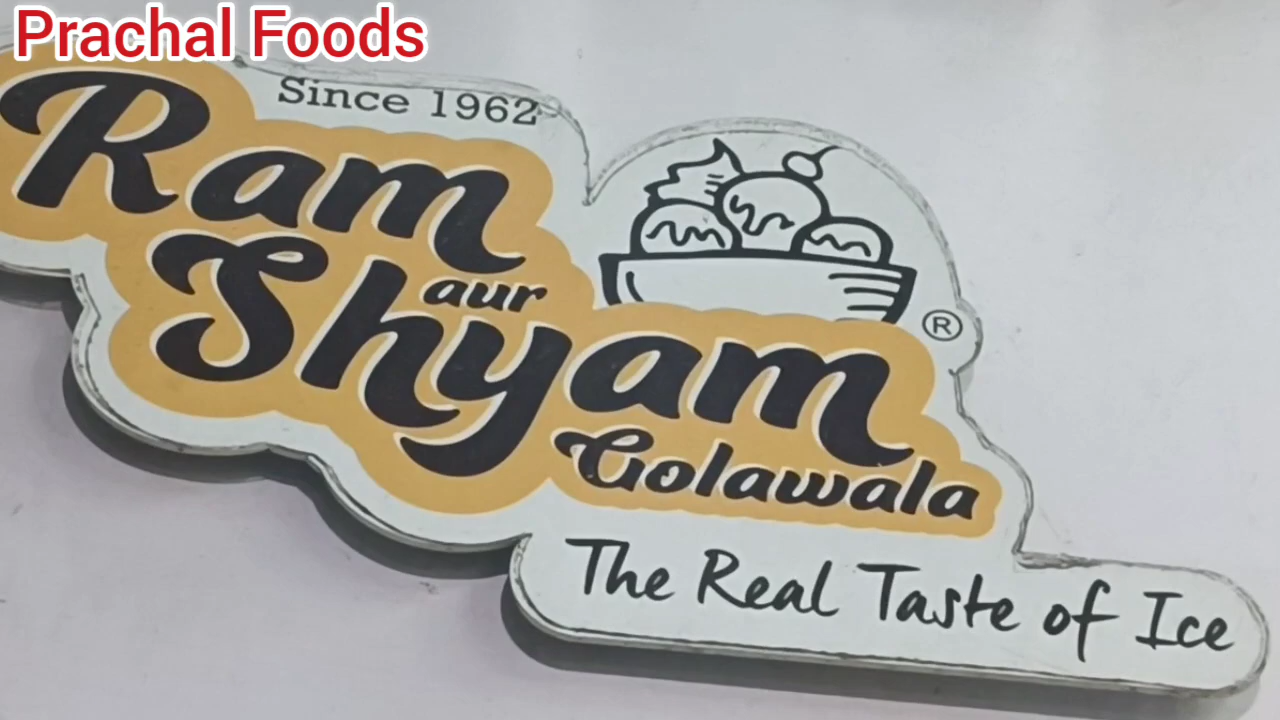 Prachal Foods
Since 1962
Ram
aur
Shyam
®
Golawala
The Real Taste of Ice